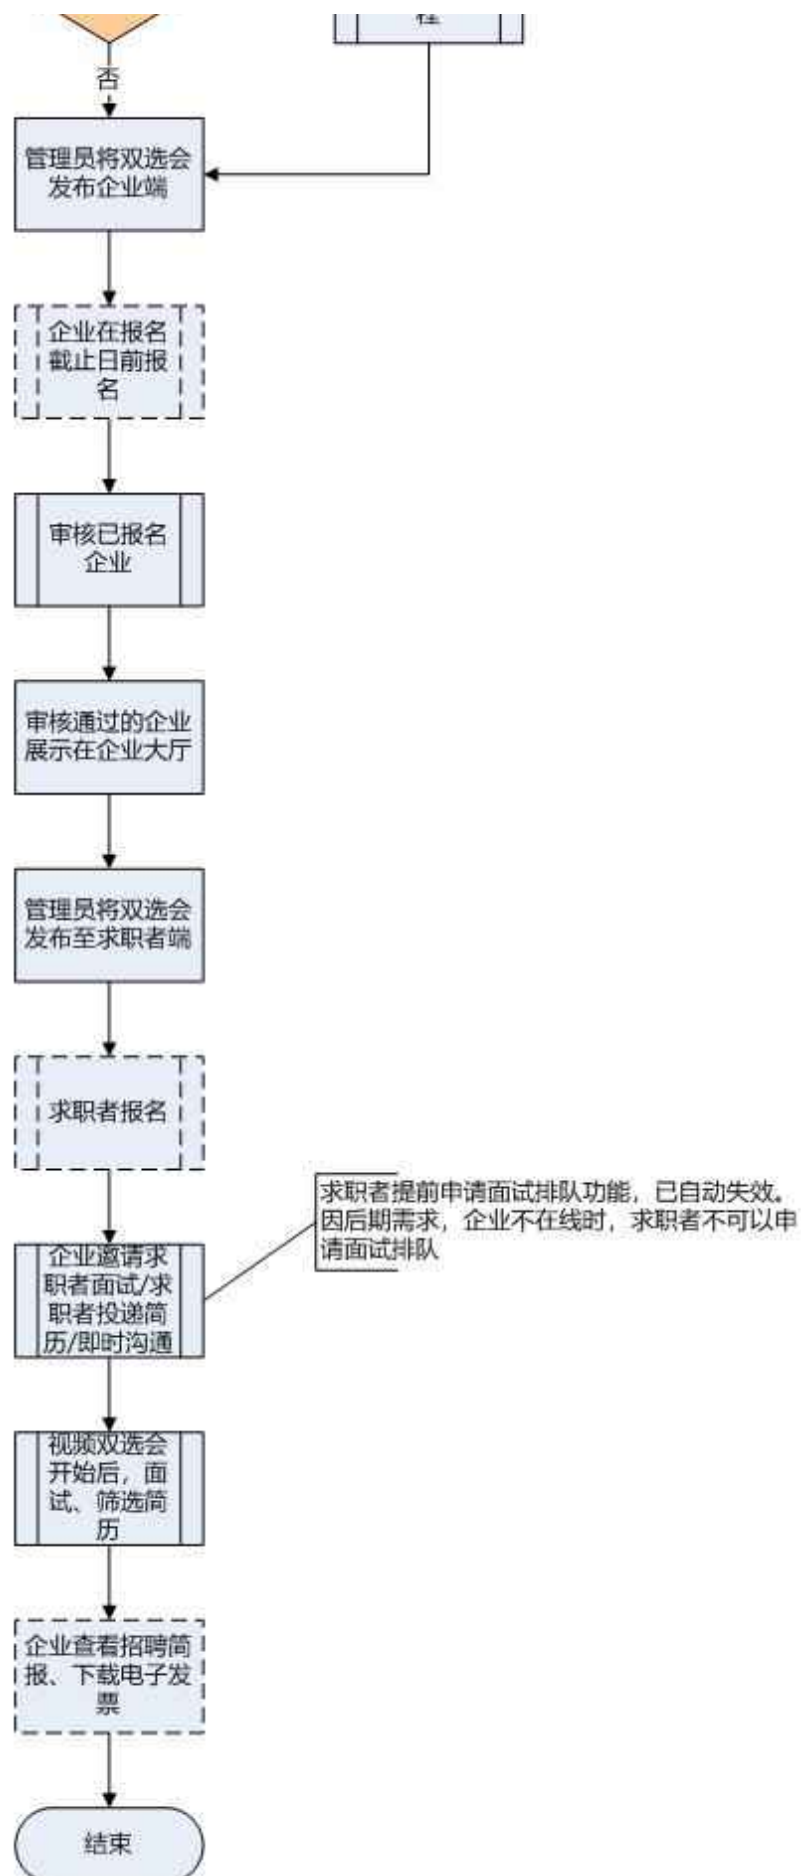 程
否
管理员将双选会
发布企业端
企业在报名
截止日前报
名
审核已报名
企业
审核通过的企业
展示在企业大厅
管理员将双选会
发布至求职者端
求职者报名
求职者提前申请面试排队功能，已自动失效。
因后期需求，企业不在线时，求职者不可以申
请面试排队
企业邀请求
职者面试/求
职者投递简
历/即时沟通
视频双选会
开始后，面
试、筛选简
历
企业查看招聘简
报、下载电子发
票
结束